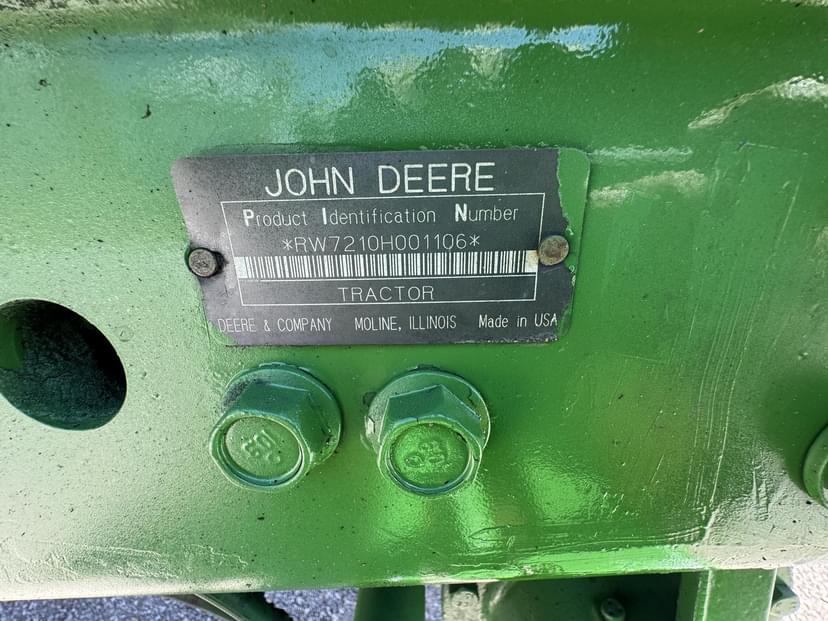 JOHN DEERE
Product Identification Number
*RW7210H001106*
TRACTOR
DEERE & COMPANY MOLINE, ILLINOIS Made in USA